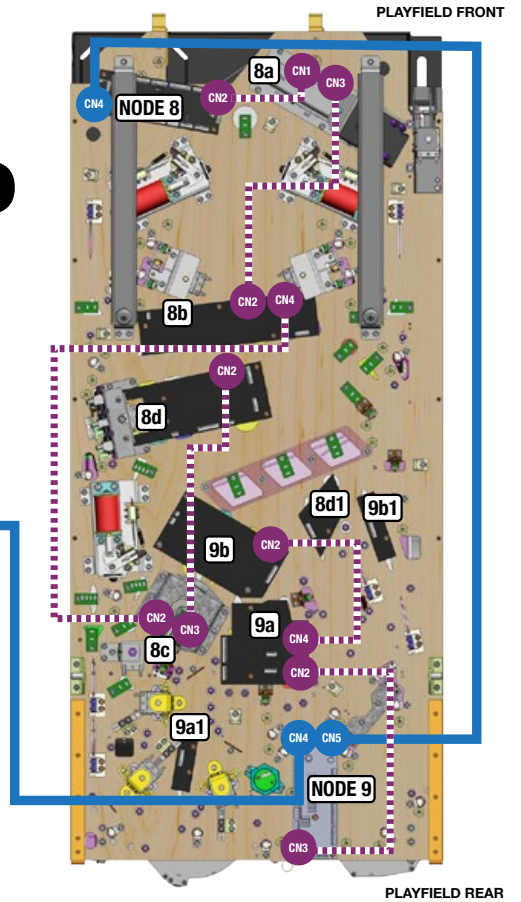 PLAYFIELD FRONT
8a
CN1
CN3
CN4
NODE 8
CN2
CN2
CN4
8b
CN2
8d
8d1
9b1
9b
CN2
CN2
CN3
9a
CN4
8c
CN2
9a1
CN4
CN5
NODE 9
CN3
PLAYFIELD REAR